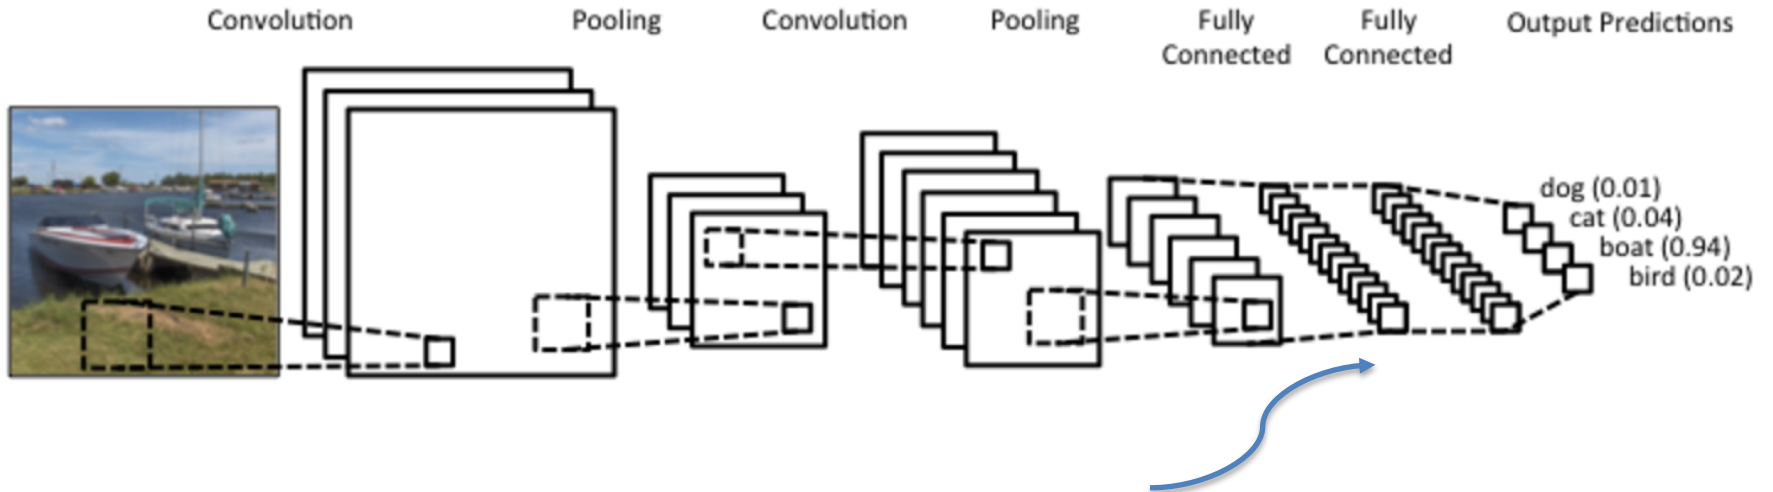 Convolution
Pooling
Convolution
Pooling
Fully
Connected
Fully
Connected
Output Predictions
dog (0.01)
cat (0.04)
boat (0.94)
bird (0.02)